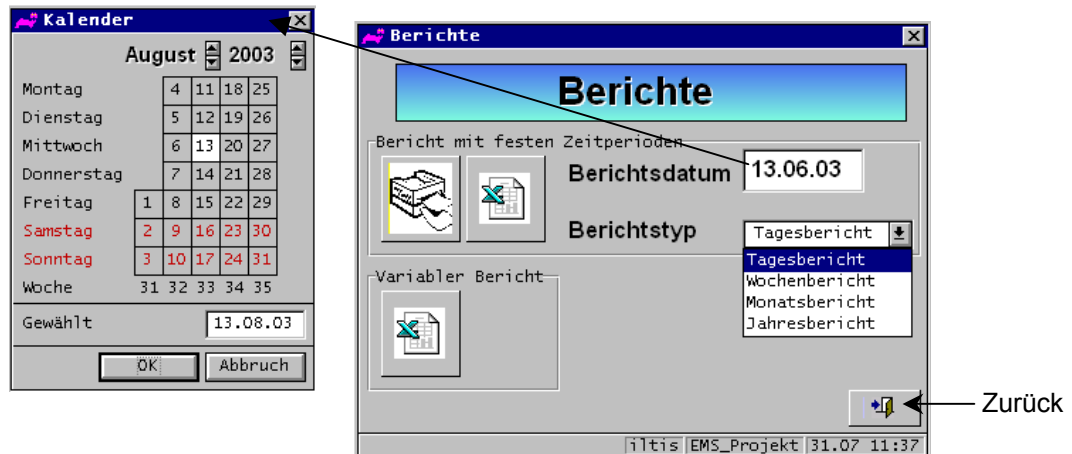 Kalender
August 2003
Montag 4 11 18 25
Dienstag 5 12 19 26
Mittwoch 6 13 20 27
Donnerstag 7 14 21 28
Freitag 1 8 15 22 29
Samstag 2 9 16 23 30
Sonntag 3 10 17 24 31
Woche 31 32 33 34 35
Gewählt 13.08.03
OK Abbruch
Berichte
Berichte
Bericht mit festen Zeitperioden
Berichtsdatum 13.06.03
Berichtstyp Tagesbericht
Tagesbericht
Wochenbericht
Monatsbericht
Jahresbericht
Variabler Bericht
Zurück
iltis EMS_Projekt 31.07 11:37